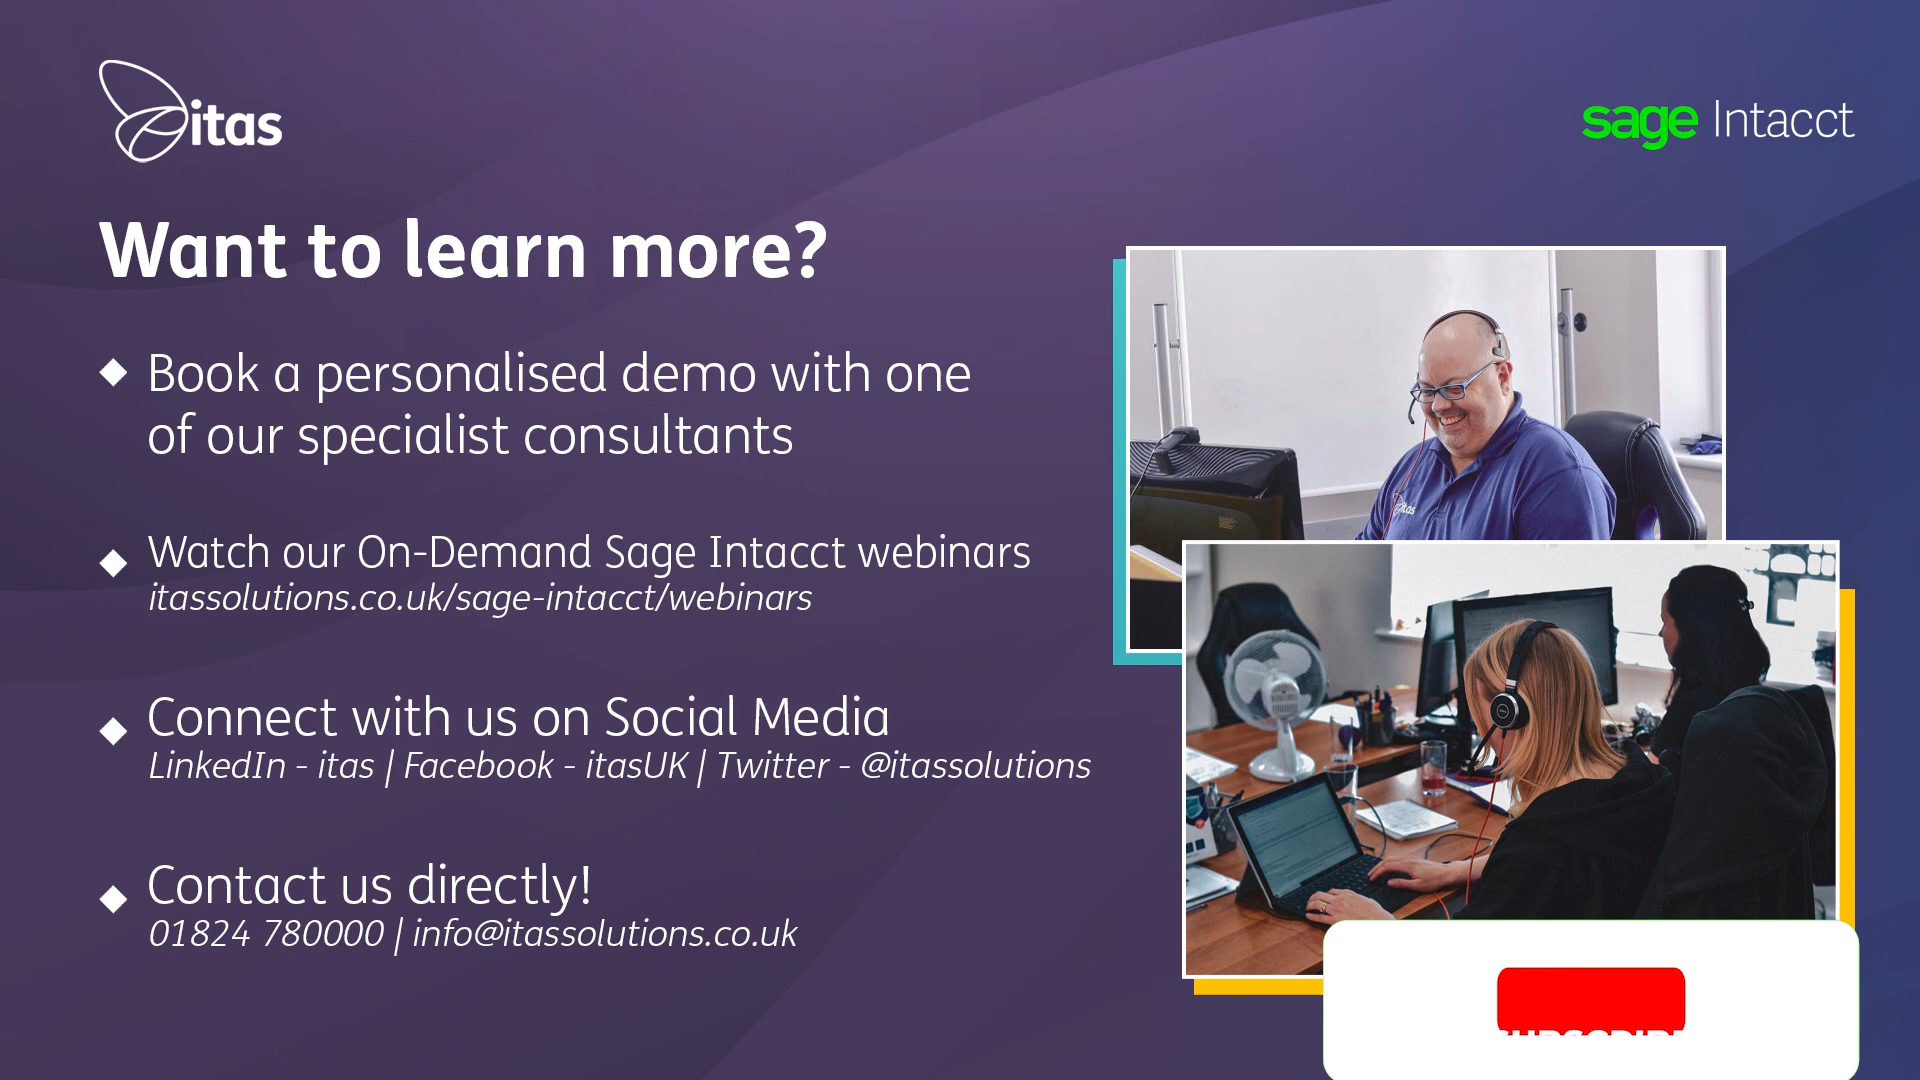 itas
sage Intacct
Want to learn more?
Book a personalised demo with one
of our specialist consultants
Watch our On-Demand Sage Intacct webinars
itassolutions.co.uk/sage-intacct/webinars
Connect with us on Social Media
LinkedIn - itas | Facebook - itasUK | Twitter - @itassolutions
Contact us directly!
01824 780000 | info@itassolutions.co.uk
itas